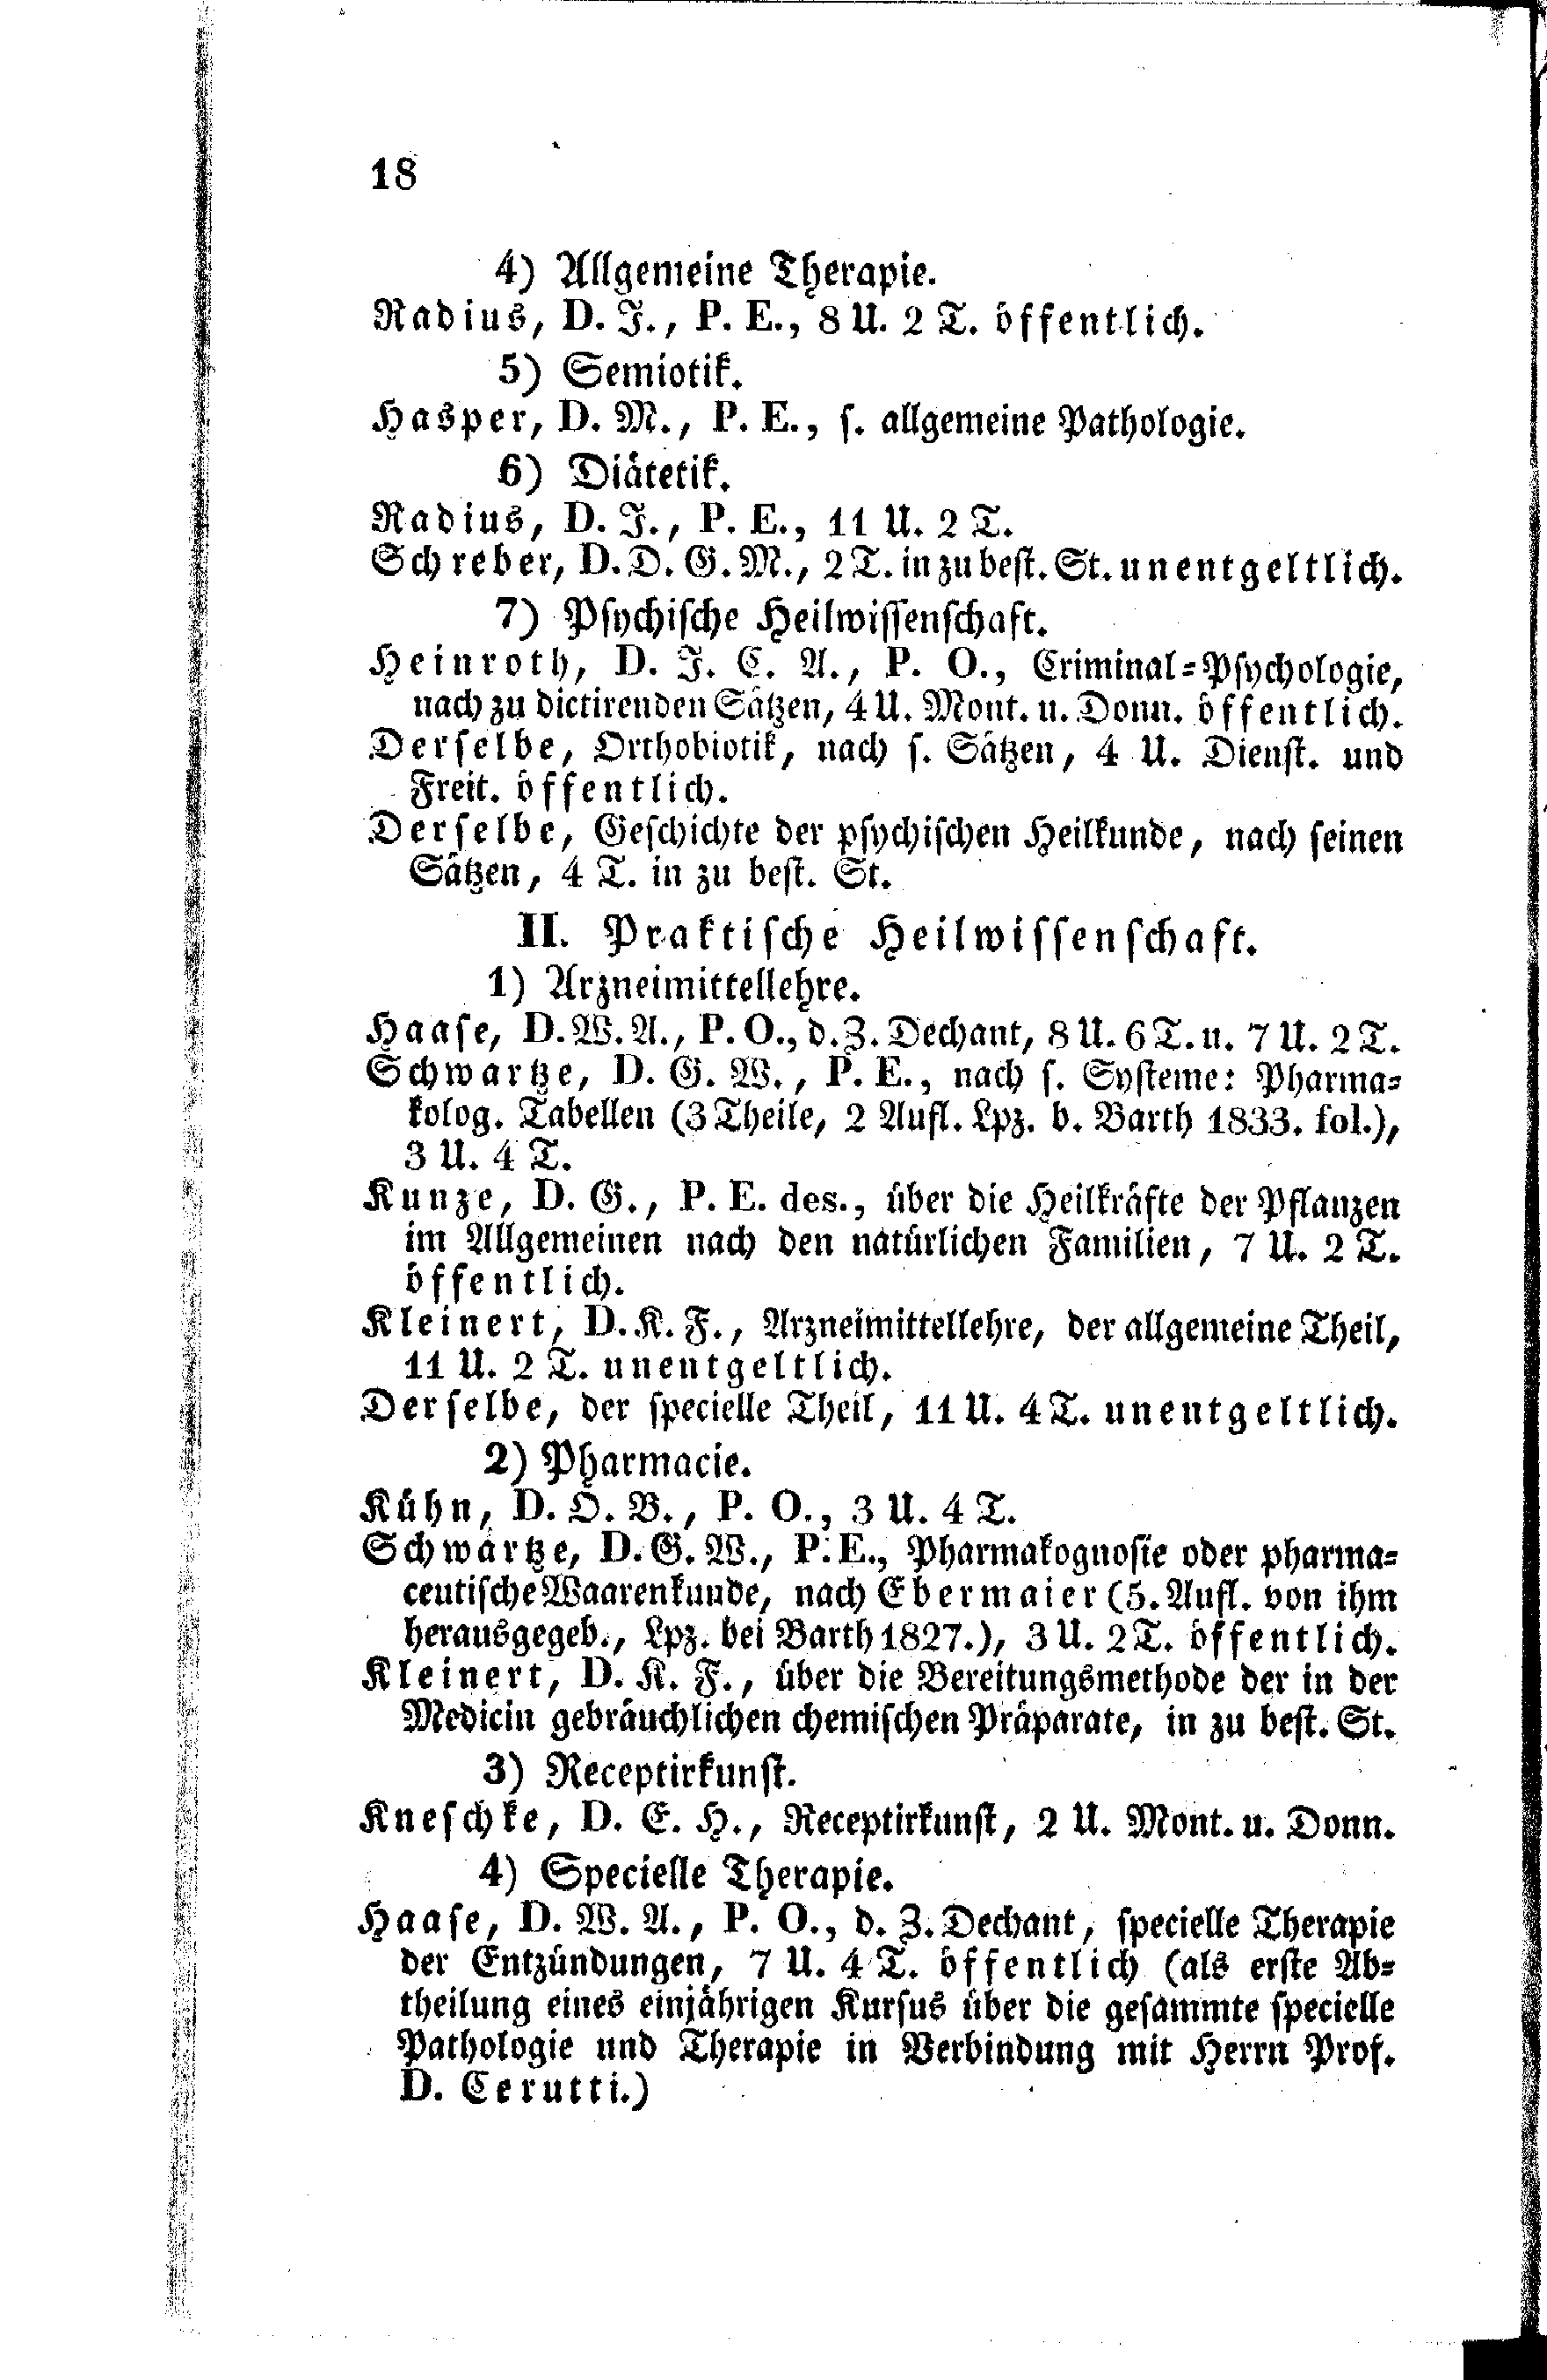 18
4) Allgemeine Therapie.
Radius, D. J., P. E., 8 U. 2 T. öffentlich.
5) Semiotik.
Hasper, D. M., P. E., s. allgemeine Pathologie.
6) Diätetik.
Radius, D. J., P. E., 11 U. 2 T.
Schreber, D. D. G. M., 2 T. in zu best. St. unentgeltlich.
7) Psychische Heilwissenschaft.
Heinroth, D. J. C. A., P. O., Criminal-Psychologie,
nach zu dictirenden Sätzen, 4 U. Mont. u. Donn. öffentlich.
Derselbe, Orthobiotik, nach s. Sätzen, 4 U. Dienst. und
Freit. öffentlich.
Derselbe, Geschichte der psychischen Heilkunde, nach seinen
Sätzen, 4 T. in zu best. St.
II. Praktische Heilwissenschaft.
1) Arzneimittellehre.
Haase, D. W. A., P. O., d. Z. Dechant, 8 U. 6 T. u. 7 U. 2 T.
Schwartze, D. G. W., P. E., nach s. Systeme: Pharma-
kolog. Tabellen (3 Theile, 2 Aufl. Lpz. b. Barth 1833. fol.),
3 U. 4 T.
Kunze, D. G., P. E. des., über die Heilkräfte der Pflanzen
im Allgemeinen nach den natürlichen Familien, 7 U. 2 T.
öffentlich.
Kleinert, D. K. F., Arzneimittellehre, der allgemeine Theil,
11 U. 2 T. unentgeltlich.
Derselbe, der specielle Theil, 11 U. 4 T. unentgeltlich.
2) Pharmacie.
Kühn, D. O. B., P. O., 3 U. 4 T.
Schwartze, D. G. W., P. E., Pharmakognosie oder pharma-
ceutische Waarenkunde, nach Ebermaier (5. Aufl. von ihm
herausgegeb., Lpz. bei Barth 1827.), 3 U. 2 T. öffentlich.
Kleinert, D. K. F., über die Bereitungsmethode der in der
Medicin gebräuchlichen chemischen Präparate, in zu best. St.
3) Receptirkunst.
Kneschke, D. E. H., Receptirkunst, 2 U. Mont. u. Donn.
4) Specielle Therapie.
Haase, D. W. A., P. O., d. Z. Dechant, specielle Therapie
der Entzündungen, 7 U. 4 T. öffentlich (als erste Ab-
theilung eines einjährigen Kursus über die gesammte specielle
Pathologie und Therapie in Verbindung mit Herrn Prof.
D. Cerutti.)